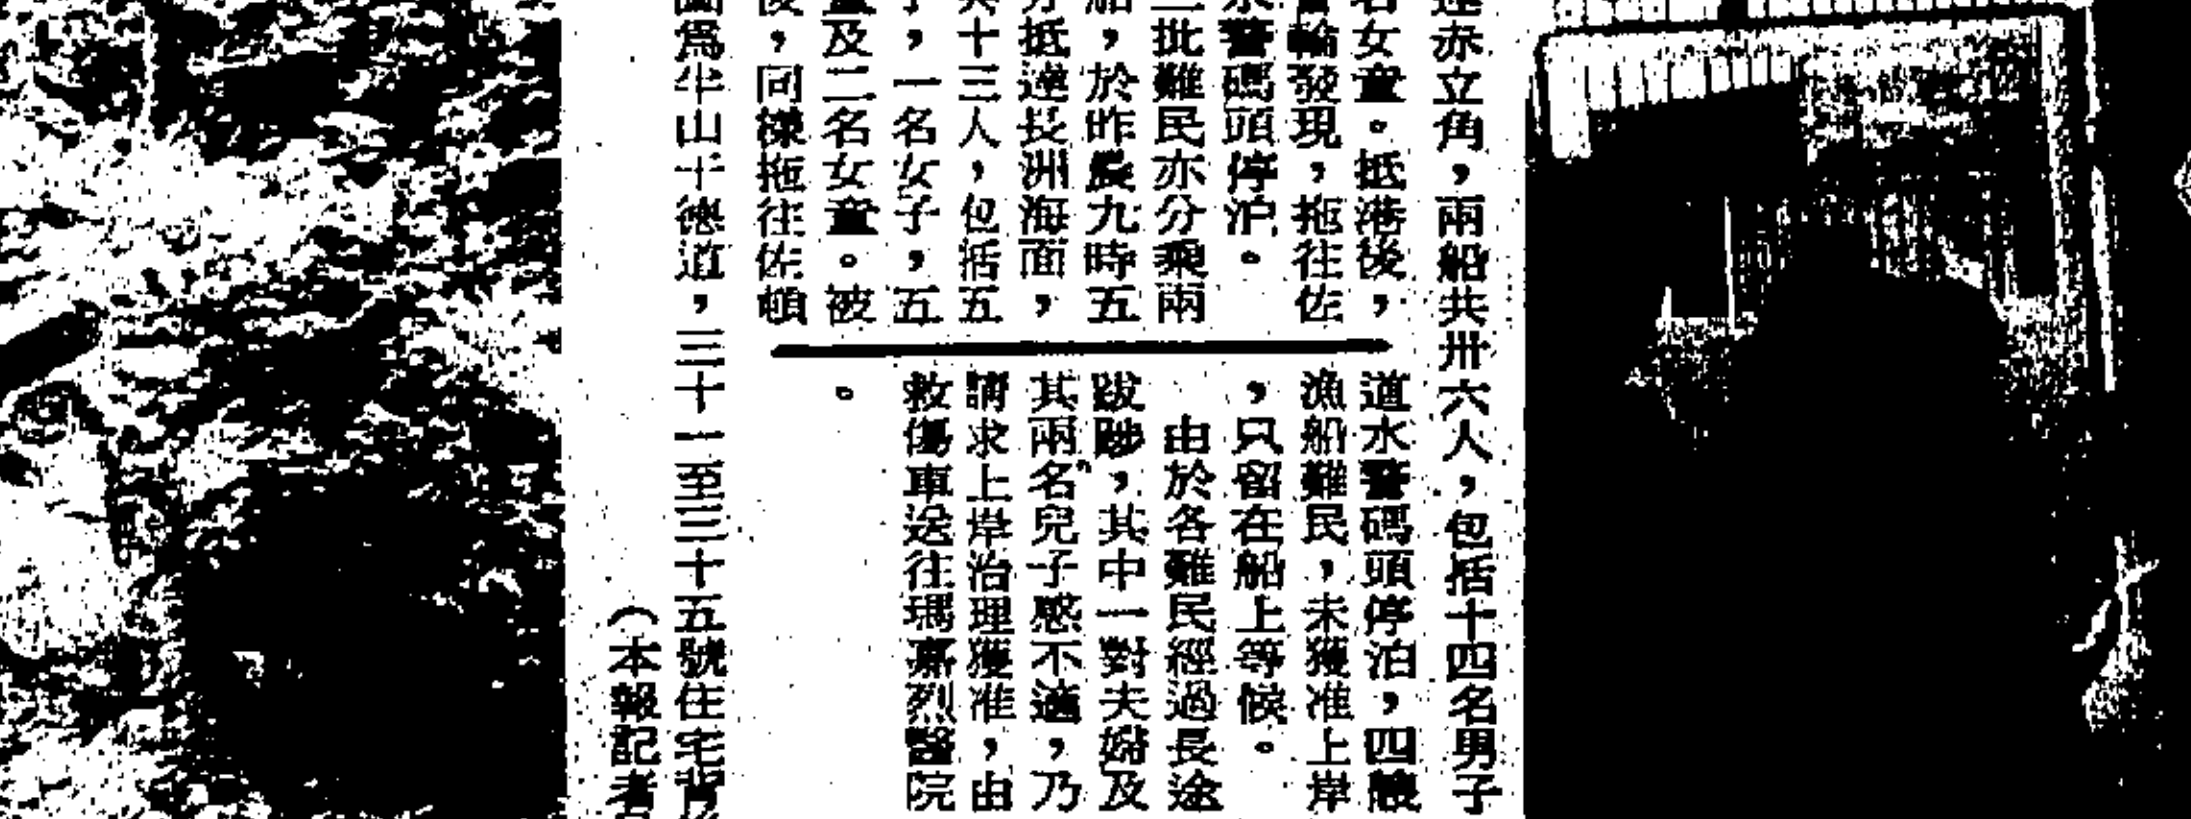 赤立角，兩船共卅六人，包括十四名男子
名女童。抵港後，
輪發現，拖往佐
水警碼頭停泊。
二批難民亦分乘兩
船，於昨晨九時五
分抵達長洲海面，
共十三人，包括五
子，一名女子，五
童及二名女童。被
後，同樣拖往佐頓
道水警碼頭停泊，四艘
漁船難民，未獲准上岸
，只留在船上等候。
由於各難民經過長途
跋踄，其中一對夫婦及
其兩名兒子感不適，乃
請求上岸治理獲准，由
救傷車送往瑪嘉烈醫院
。
圖爲半山干德道，三十一至三十五號住宅背
（本報記者